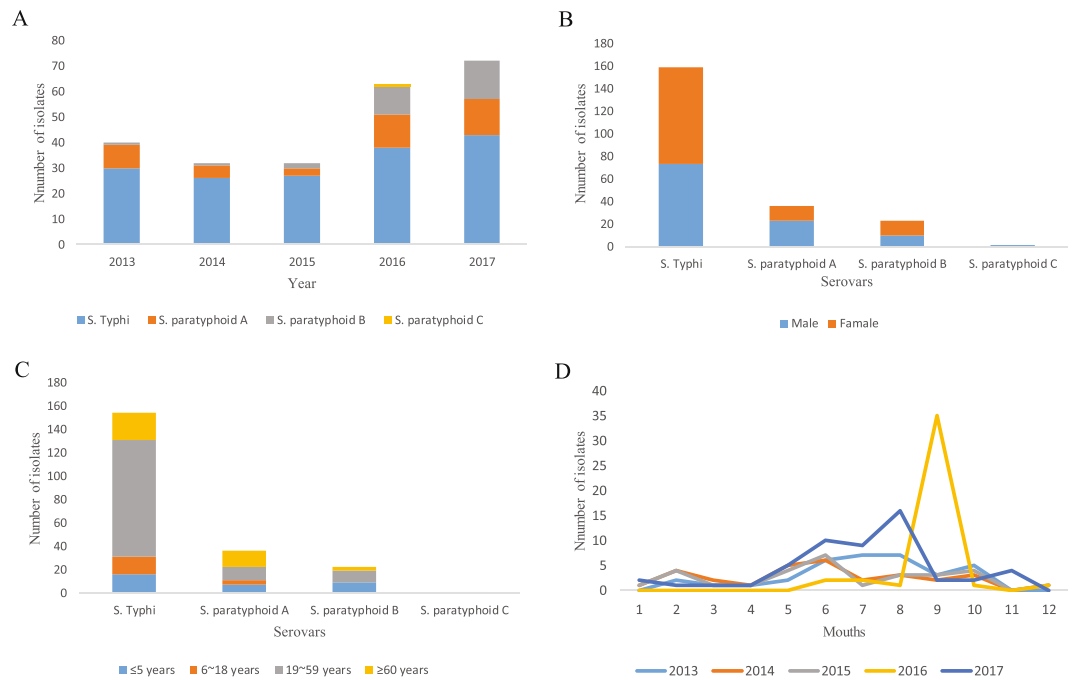 A
Nnumber of isolates
80
70
60
50
40
30
20
10
0
2013 2014 2015 2016 2017
Year
S. Typhi S. paratyphoid A S. paratyphoid B S. paratyphoid C
B
Nnumber of isolates
180
160
140
120
100
80
60
40
20
0
S. Typhi S. paratyphoid A S. paratyphoid B S. paratyphoid C
Serovars
Male Famale
C
Number of isolates
180
160
140
120
100
80
60
40
20
0
S. Typhi S. paratyphoid A S. paratyphoid B S. paratyphoid C
Serovars
≤5 years 6~18 years 19~59 years ≥60 years
D
Nnumber of isolates
40
35
30
25
20
15
10
5
0
1 2 3 4 5 6 7 8 9 10 11 12
Mouths
2013 2014 2015 2016 2017